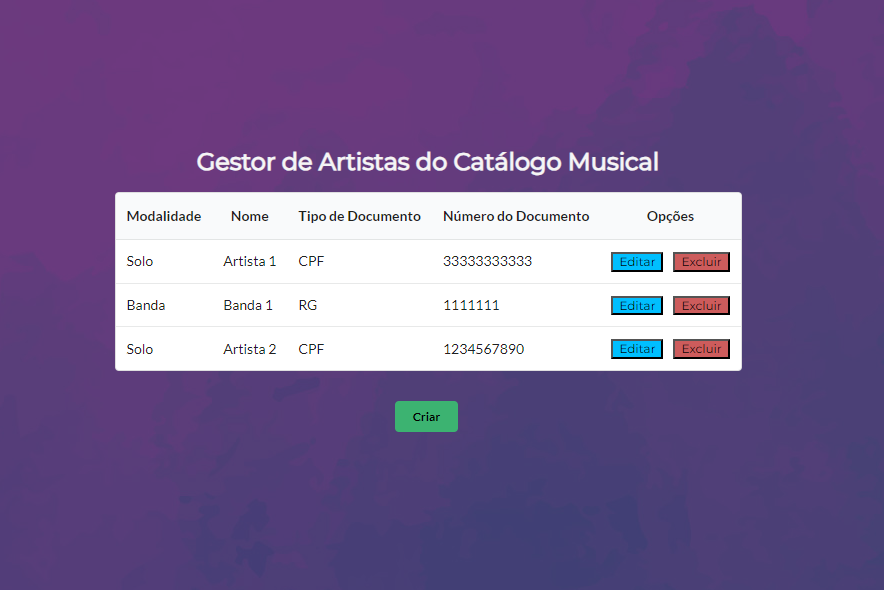 Gestor de Artistas do Catálogo Musical
Modalidade Nome Tipo de Documento Número do Documento Opções
Solo Artista 1 CPF 33333333333 Editar Excluir
Banda Banda 1 RG 1111111 Editar Excluir
Solo Artista 2 CPF 1234567890 Editar Excluir
Criar